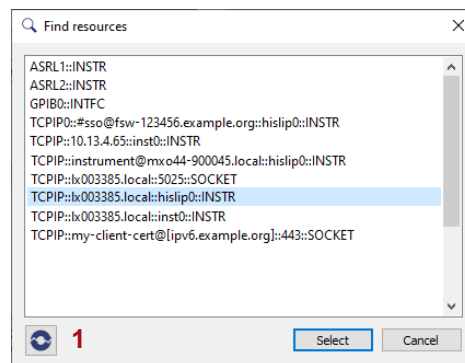 Find resources
ASRL1::INSTR
ASRL2::INSTR
GPIB0::INTFC
TCPIP0::#sso@fsw-123456.example.org::hislip0::INSTR
TCPIP::10.13.4.65::inst0::INSTR
TCPIP::instrument@mxo44-900045.local::hislip0::INSTR
TCPIP::lx003385.local::5025::SOCKET
TCPIP::lx003385.local::hislip0::INSTR
TCPIP::lx003385.local::inst0::INSTR
TCPIP::my-client-cert@[ipv6.example.org]::443::SOCKET
1 Select Cancel